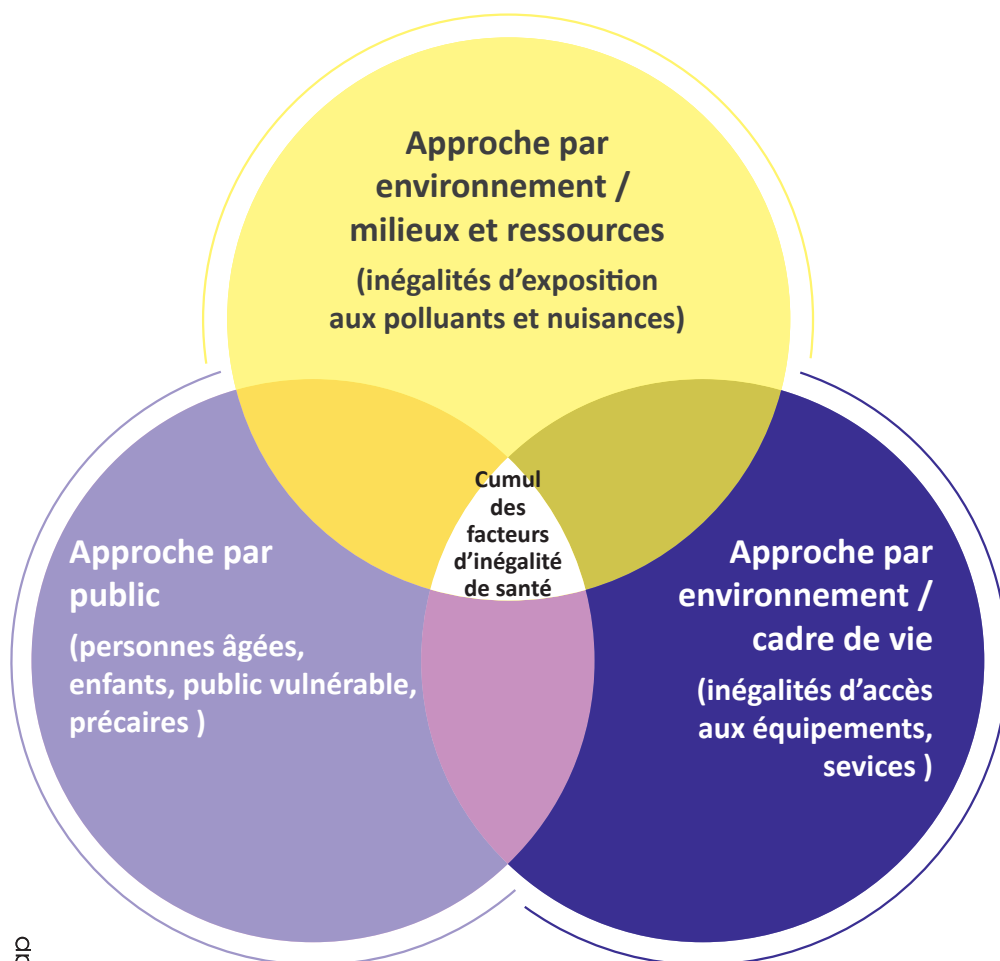 Approche par
environnement /
milieux et ressources
(inégalités d'exposition
aux polluants et nuisances)
Cumul
des
facteurs
d'inégalité
de santé
Approche par
public
(personnes âgées,
enfants, public vulnérable,
précaires )
Approche par
environnement /
cadre de vie
(inégalités d'accès
aux équipements,
sevices )